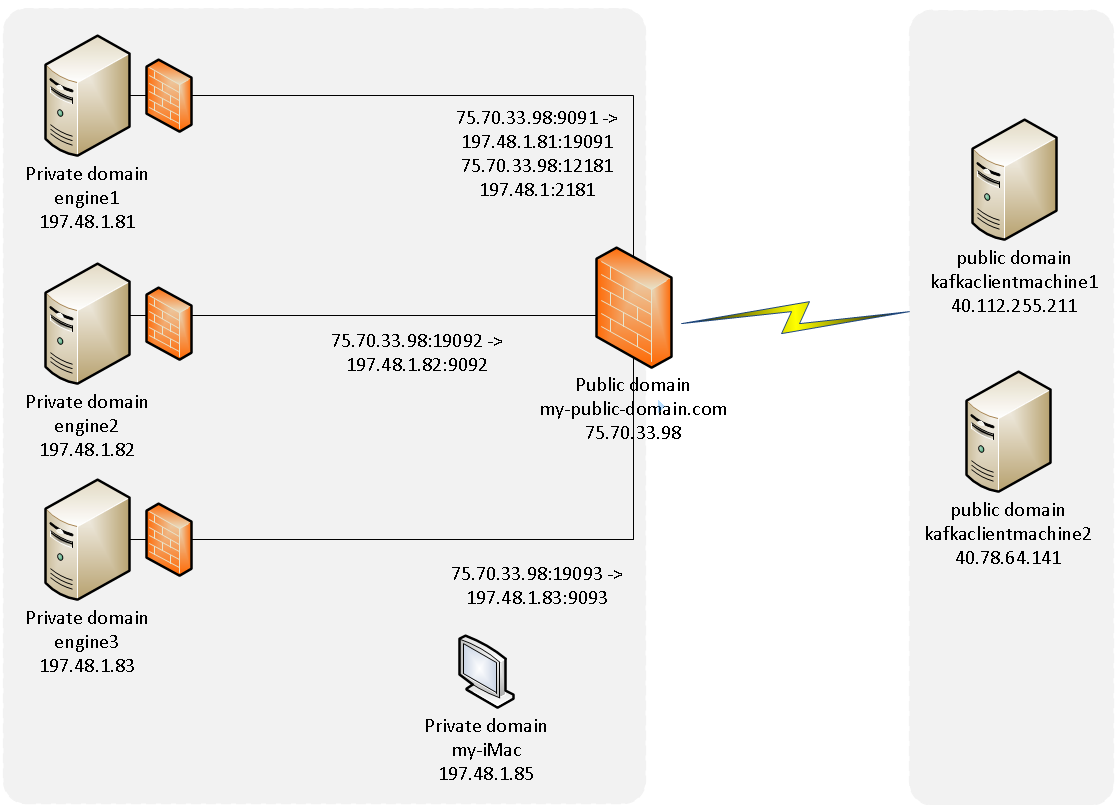 75.70.33.98:9091 ->
197.48.1.81:19091
75.70.33.98:12181
197.48.1:2181
Private domain
engine1
197.48.1.81
public domain
kafkaclientmachine1
40.112.255.211
75.70.33.98:19092 ->
197.48.1.82:9092
Private domain
engine2
197.48.1.82
Public domain
my-public-domain.com
75.70.33.98
public domain
kafkaclientmachine2
40.78.64.141
75.70.33.98:19093 ->
197.48.1.83:9093
Private domain
engine3
197.48.1.83
Private domain
my-iMac
197.48.1.85